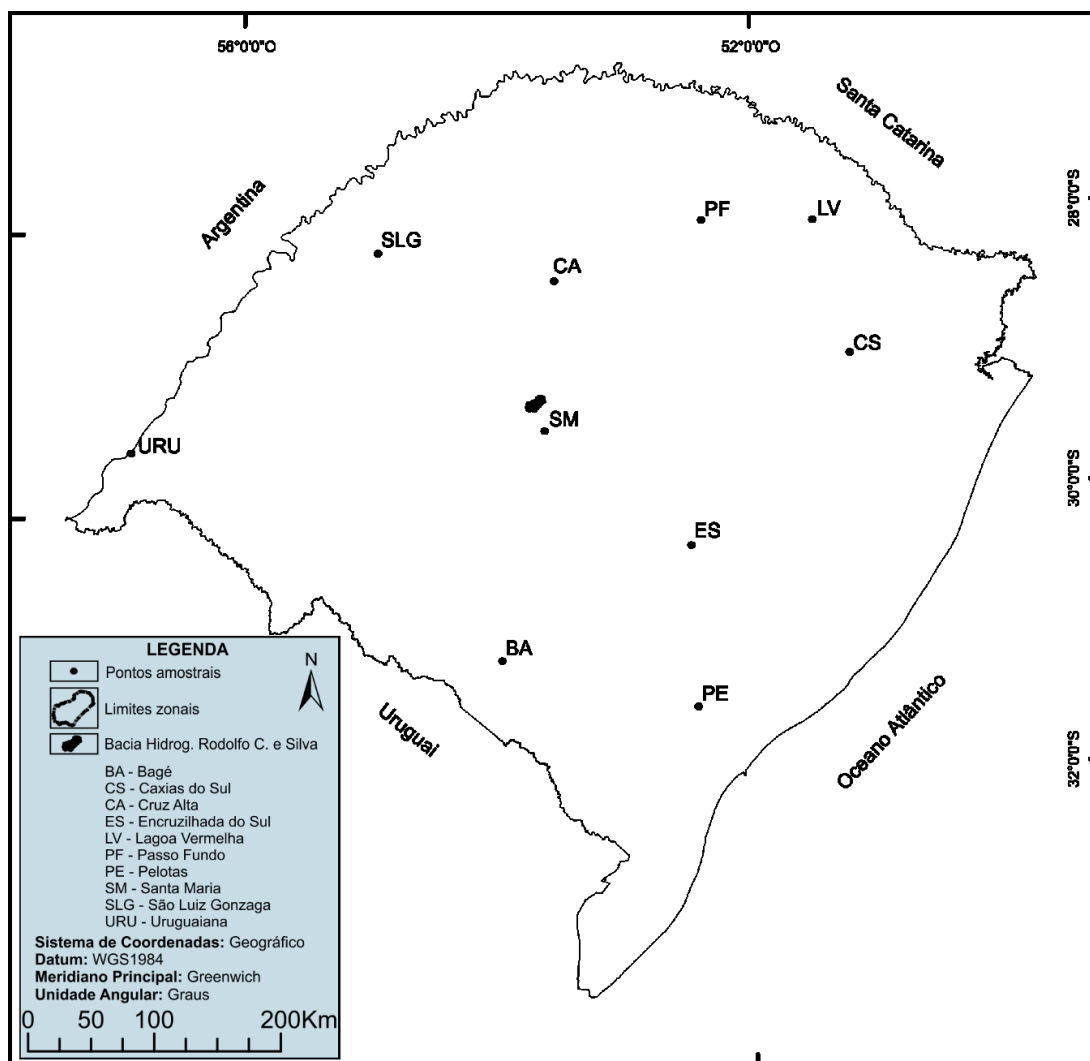 56°0'0"O
52°0'0"O
Santa Catarina
28°0'0"S
Argentina
PF
LV
SLG
CA
CS
SM
URU
30°0'0"S
ES
BA
PE
Uruguai
Oceano Atlântico
32°0'0"S
LEGENDA
N
Pontos amostrais
Limites zonais
Bacia Hidrog. Rodolfo C. e Silva
BA - Bagé
CS - Caxias do Sul
CA - Cruz Alta
ES - Encruzilhada do Sul
LV - Lagoa Vermelha
PF - Passo Fundo
PE - Pelotas
SM - Santa Maria
SLG - São Luiz Gonzaga
URU - Uruguaiana
Sistema de Coordenadas: Geográfico
Datum: WGS1984
Meridiano Principal: Greenwich
Unidade Angular: Graus
0 50 100 200Km